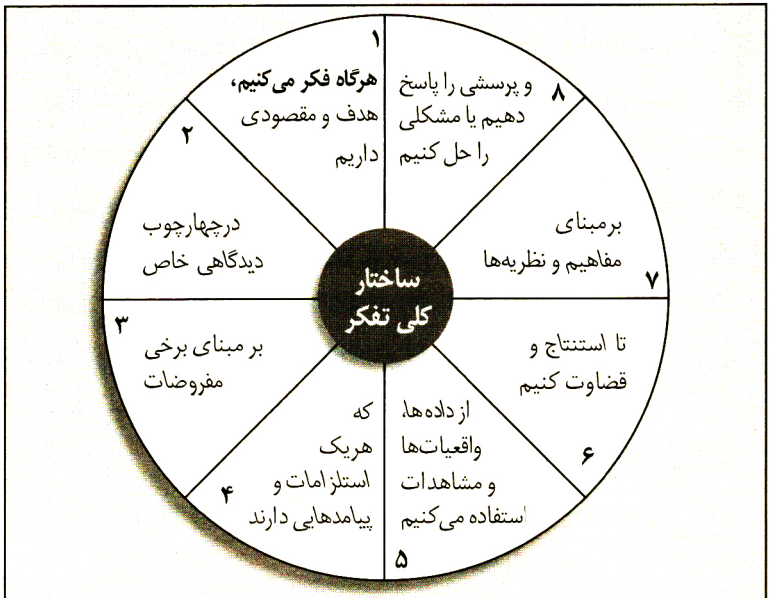 ۱
هرگاه فکر می‌کنیم،
هدف و مقصودی
داریم
۲
درچهارچوب
دیدگاهی خاص
۳
بر مبنای برخی
مفروضات
۴
که
هریک
استلزامات و
پیامدهایی دارند
۵
از داده‌ها،
واقعیات‌ها
و مشاهدات
استفاده می‌کنیم
۶
تا استنتاج و
قضاوت کنیم
۷
برمبنای
مفاهیم و نظریه‌ها
۸
و پرسشی را پاسخ
دهیم یا مشکلی
را حل کنیم
ساختار
کلی تفکر